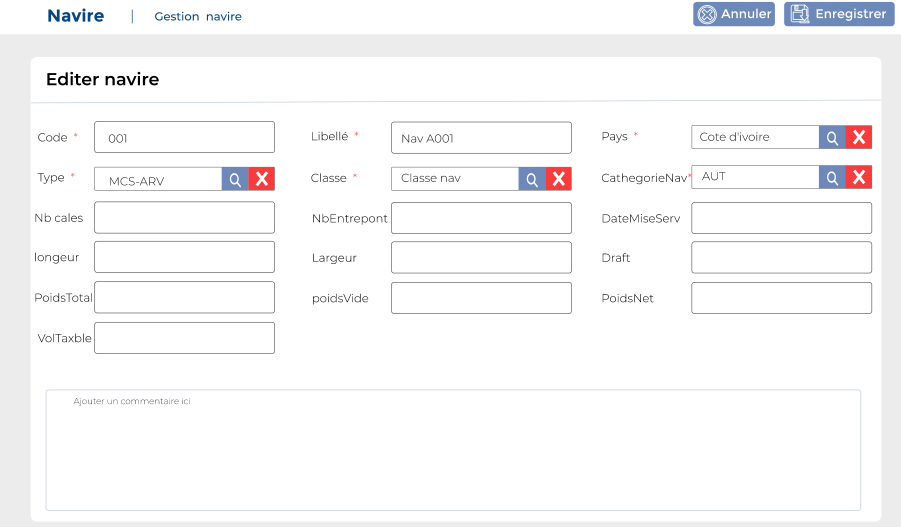 Navire | Gestion navire Annuler Enregistrer
Editer navire
Code * 001 Libellé * Nav A001 Pays * Cote d'ivoire
Type * MCS-ARV Classe * Classe nav CathegorieNav* AUT
Nb cales NbEntrepont DateMiseServ
longeur Largeur Draft
PoidsTotal poidsVide PoidsNet
VolTaxble
Ajouter un commentaire ici